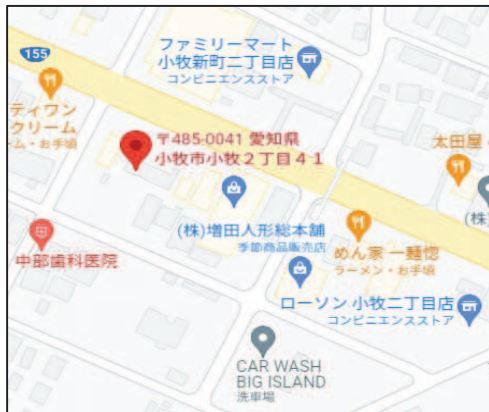 155
ファミリーマート
小牧新町二丁目店
コンビニエンスストア
ティワン
クリーム
ーム・お手頃
〒485-0041 愛知県
小牧市小牧2丁目4-1
太田屋
(株)
(株)増田人形総本舗
季節商品販売店
中部歯科医院
めん家 一麺惚
ラーメン・お手頃
ローソン 小牧二丁目店
コンビニエンスストア
CAR WASH
BIG ISLAND
洗車場